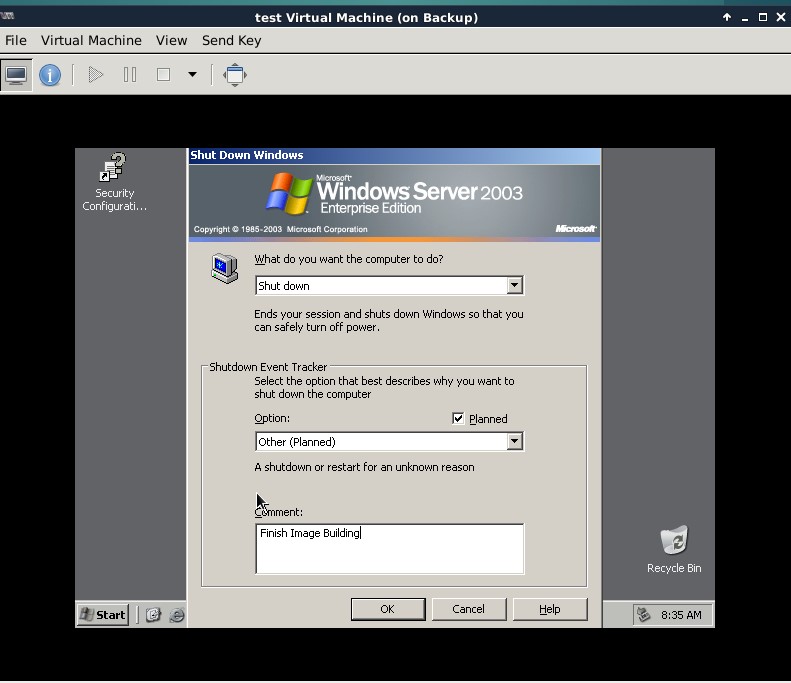 test Virtual Machine (on Backup)
File Virtual Machine View Send Key
Security
Configurati...
Shut Down Windows
Microsoft®
Windows Server 2003
Enterprise Edition
Copyright © 1985-2003 Microsoft Corporation
Microsoft®
What do you want the computer to do?
Shut down
Ends your session and shuts down Windows so that you
can safely turn off power.
Shutdown Event Tracker
Select the option that best describes why you want to
shut down the computer
Option:
Planned
Other (Planned)
A shutdown or restart for an unknown reason
Comment:
Finish Image Building
OK Cancel Help
Recycle Bin
Start
8:35 AM